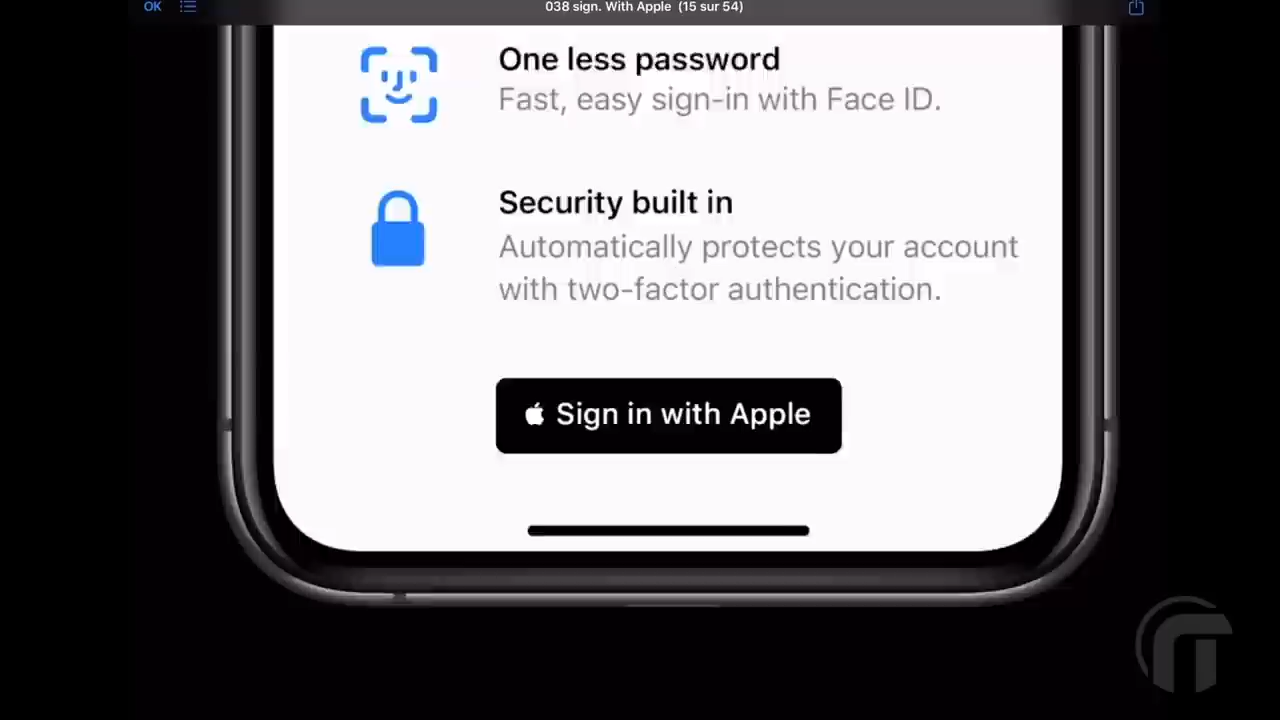 OK
038 sign. With Apple (15 sur 54)
One less password
Fast, easy sign-in with Face ID.
Security built in
Automatically protects your account
with two-factor authentication.
Sign in with Apple